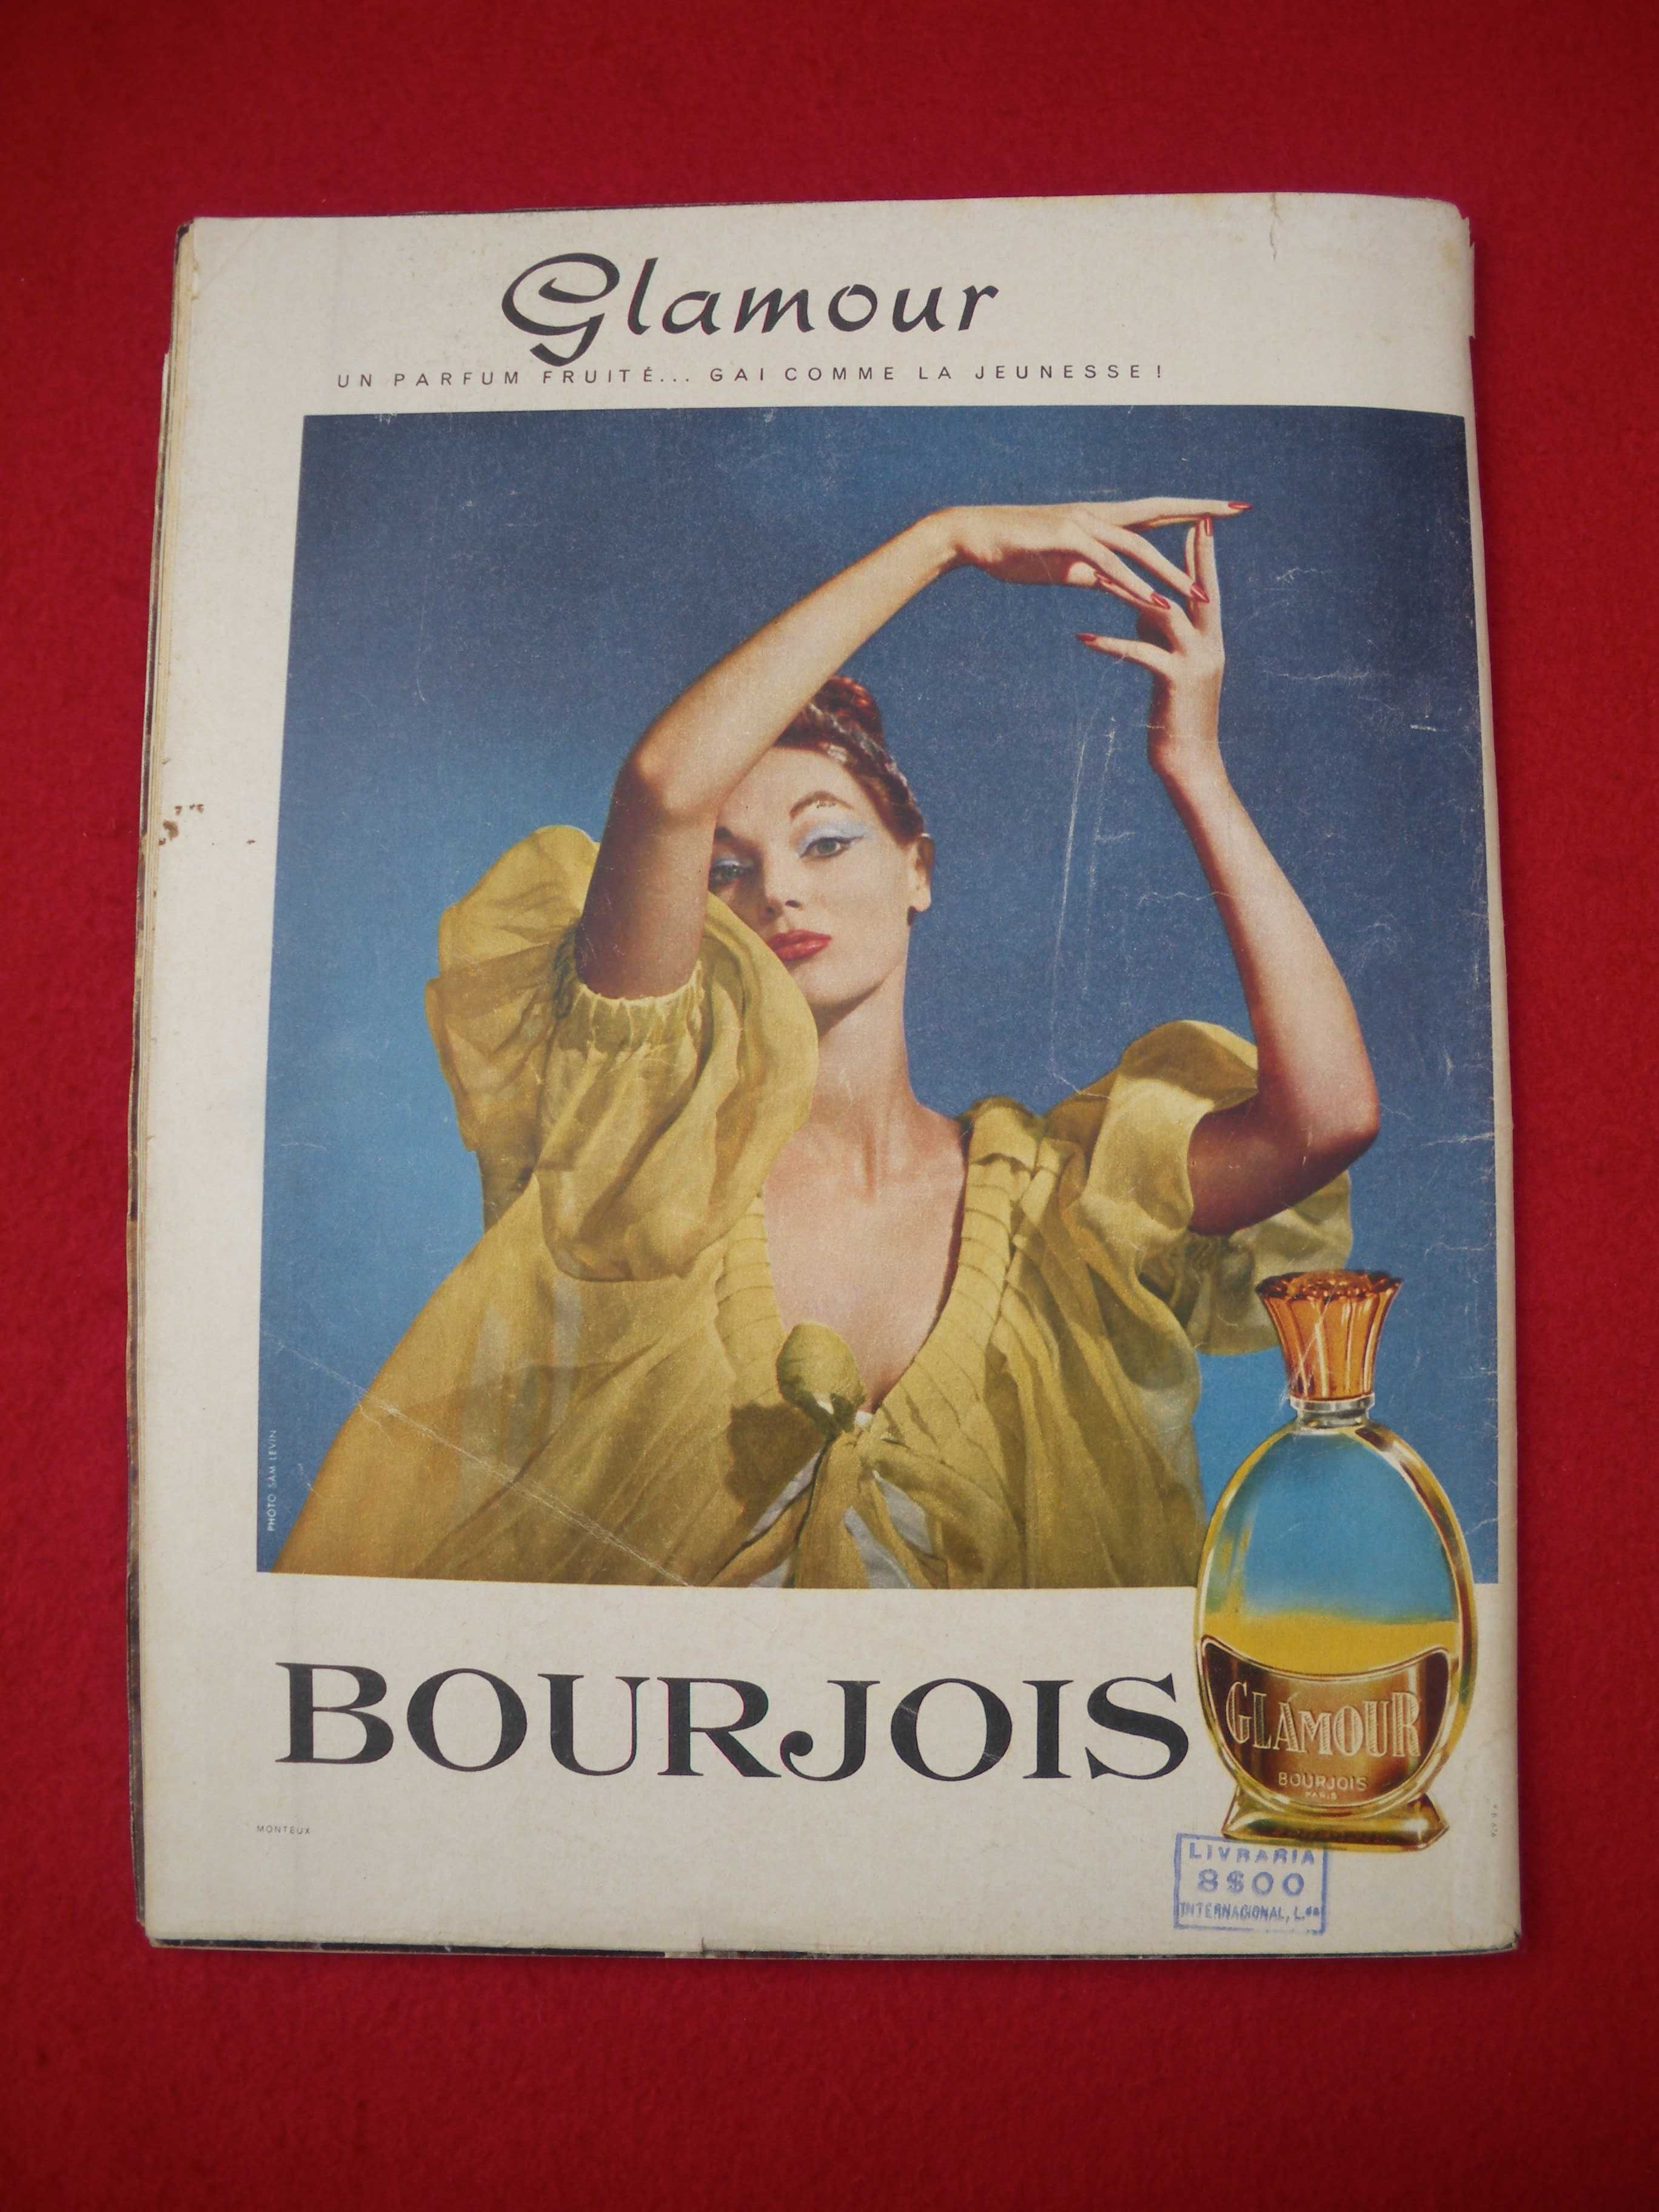 Glamour
UN PARFUM FRUITÉ... GAI COMME LA JEUNESSE !
PHOTO SAM LEVIN
BOURJOIS
GLAMOUR
BOURJOIS
PARIS
MONTEUX
LIVRARIA
8$00
INTERNACIONAL, L.da